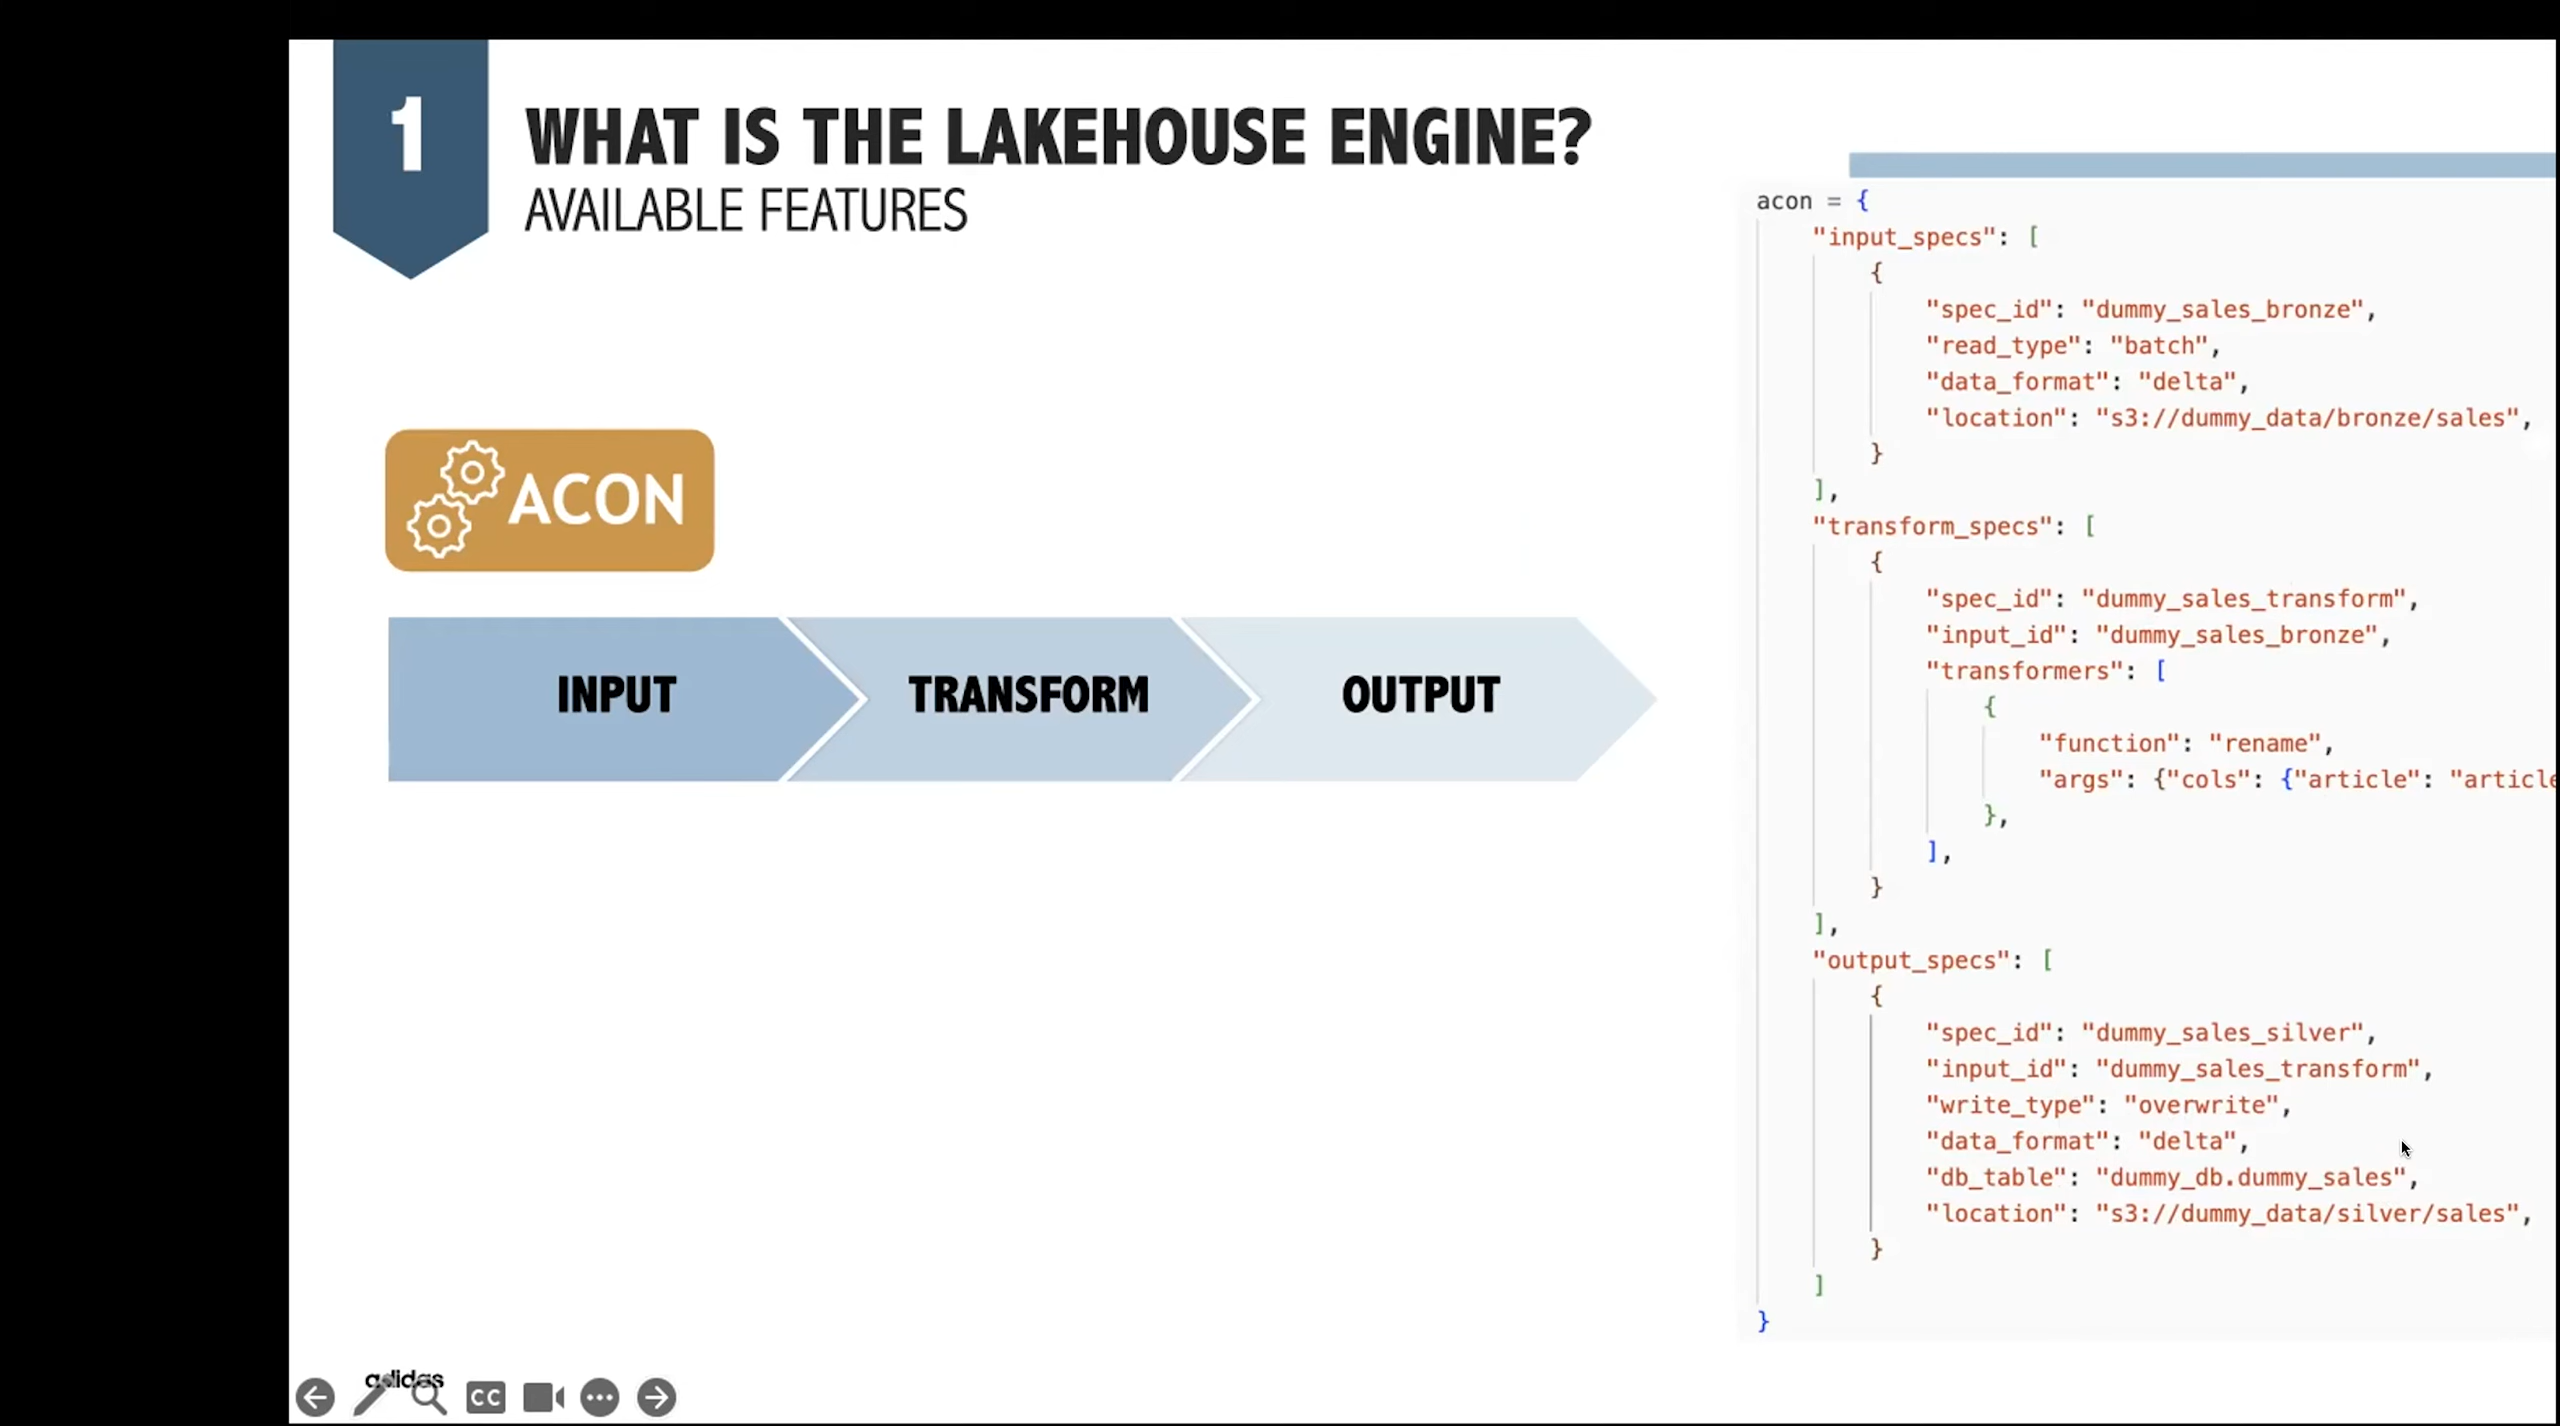 1
WHAT IS THE LAKEHOUSE ENGINE?
AVAILABLE FEATURES
ACON
INPUT
TRANSFORM
OUTPUT
acon = {
"input_specs": [
{
"spec_id": "dummy_sales_bronze",
"read_type": "batch",
"data_format": "delta",
"location": "s3://dummy_data/bronze/sales",
}
],
"transform_specs": [
{
"spec_id": "dummy_sales_transform",
"input_id": "dummy_sales_bronze",
"transformers": [
{
"function": "rename",
"args": {"cols": {"article": "article
},
],
}
],
"output_specs": [
{
"spec_id": "dummy_sales_silver",
"input_id": "dummy_sales_transform",
"write_type": "overwrite",
"data_format": "delta",
"db_table": "dummy_db.dummy_sales",
"location": "s3://dummy_data/silver/sales",
}
]
}
adidas
CC